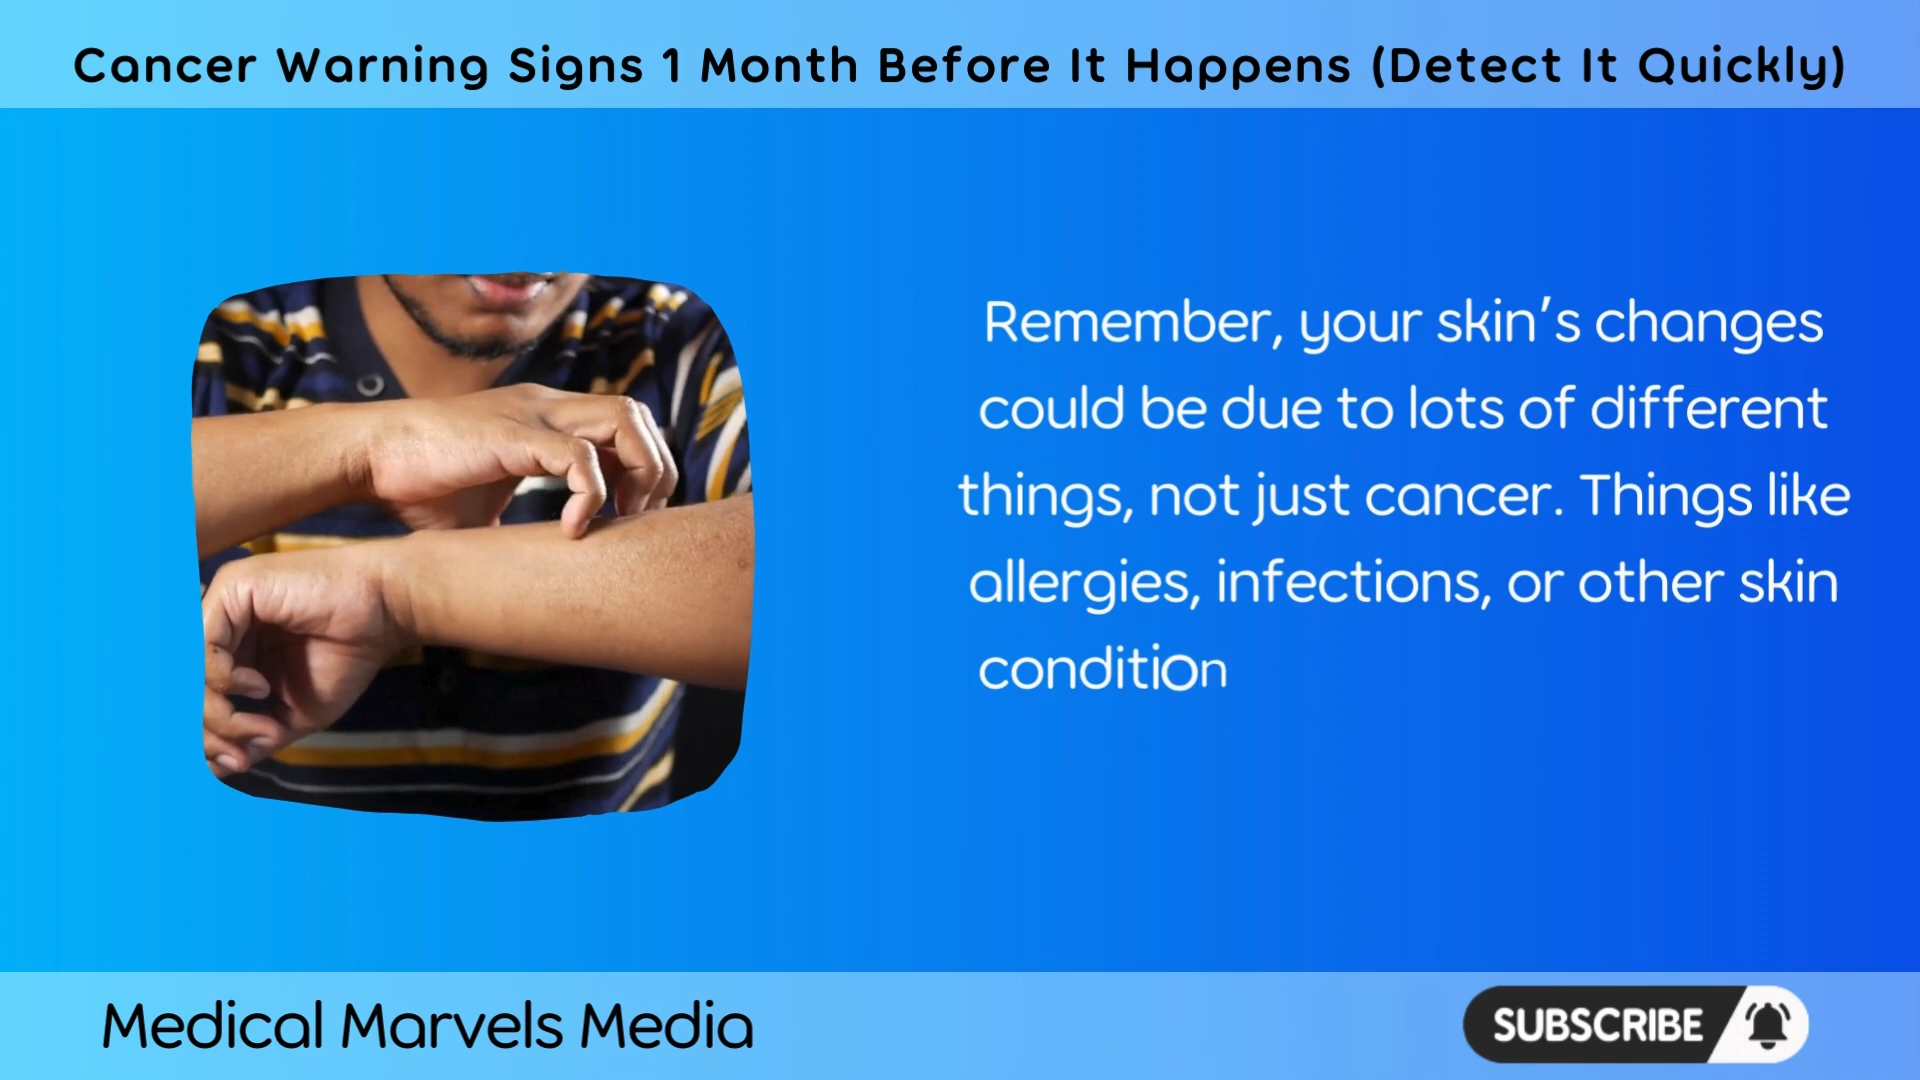 Cancer Warning Signs 1 Month Before It Happens (Detect It Quickly)
Remember, your skin's changes
could be due to lots of different
things, not just cancer. Things like
allergies, infections, or other skin
condition
Medical Marvels Media
SUBSCRIBE